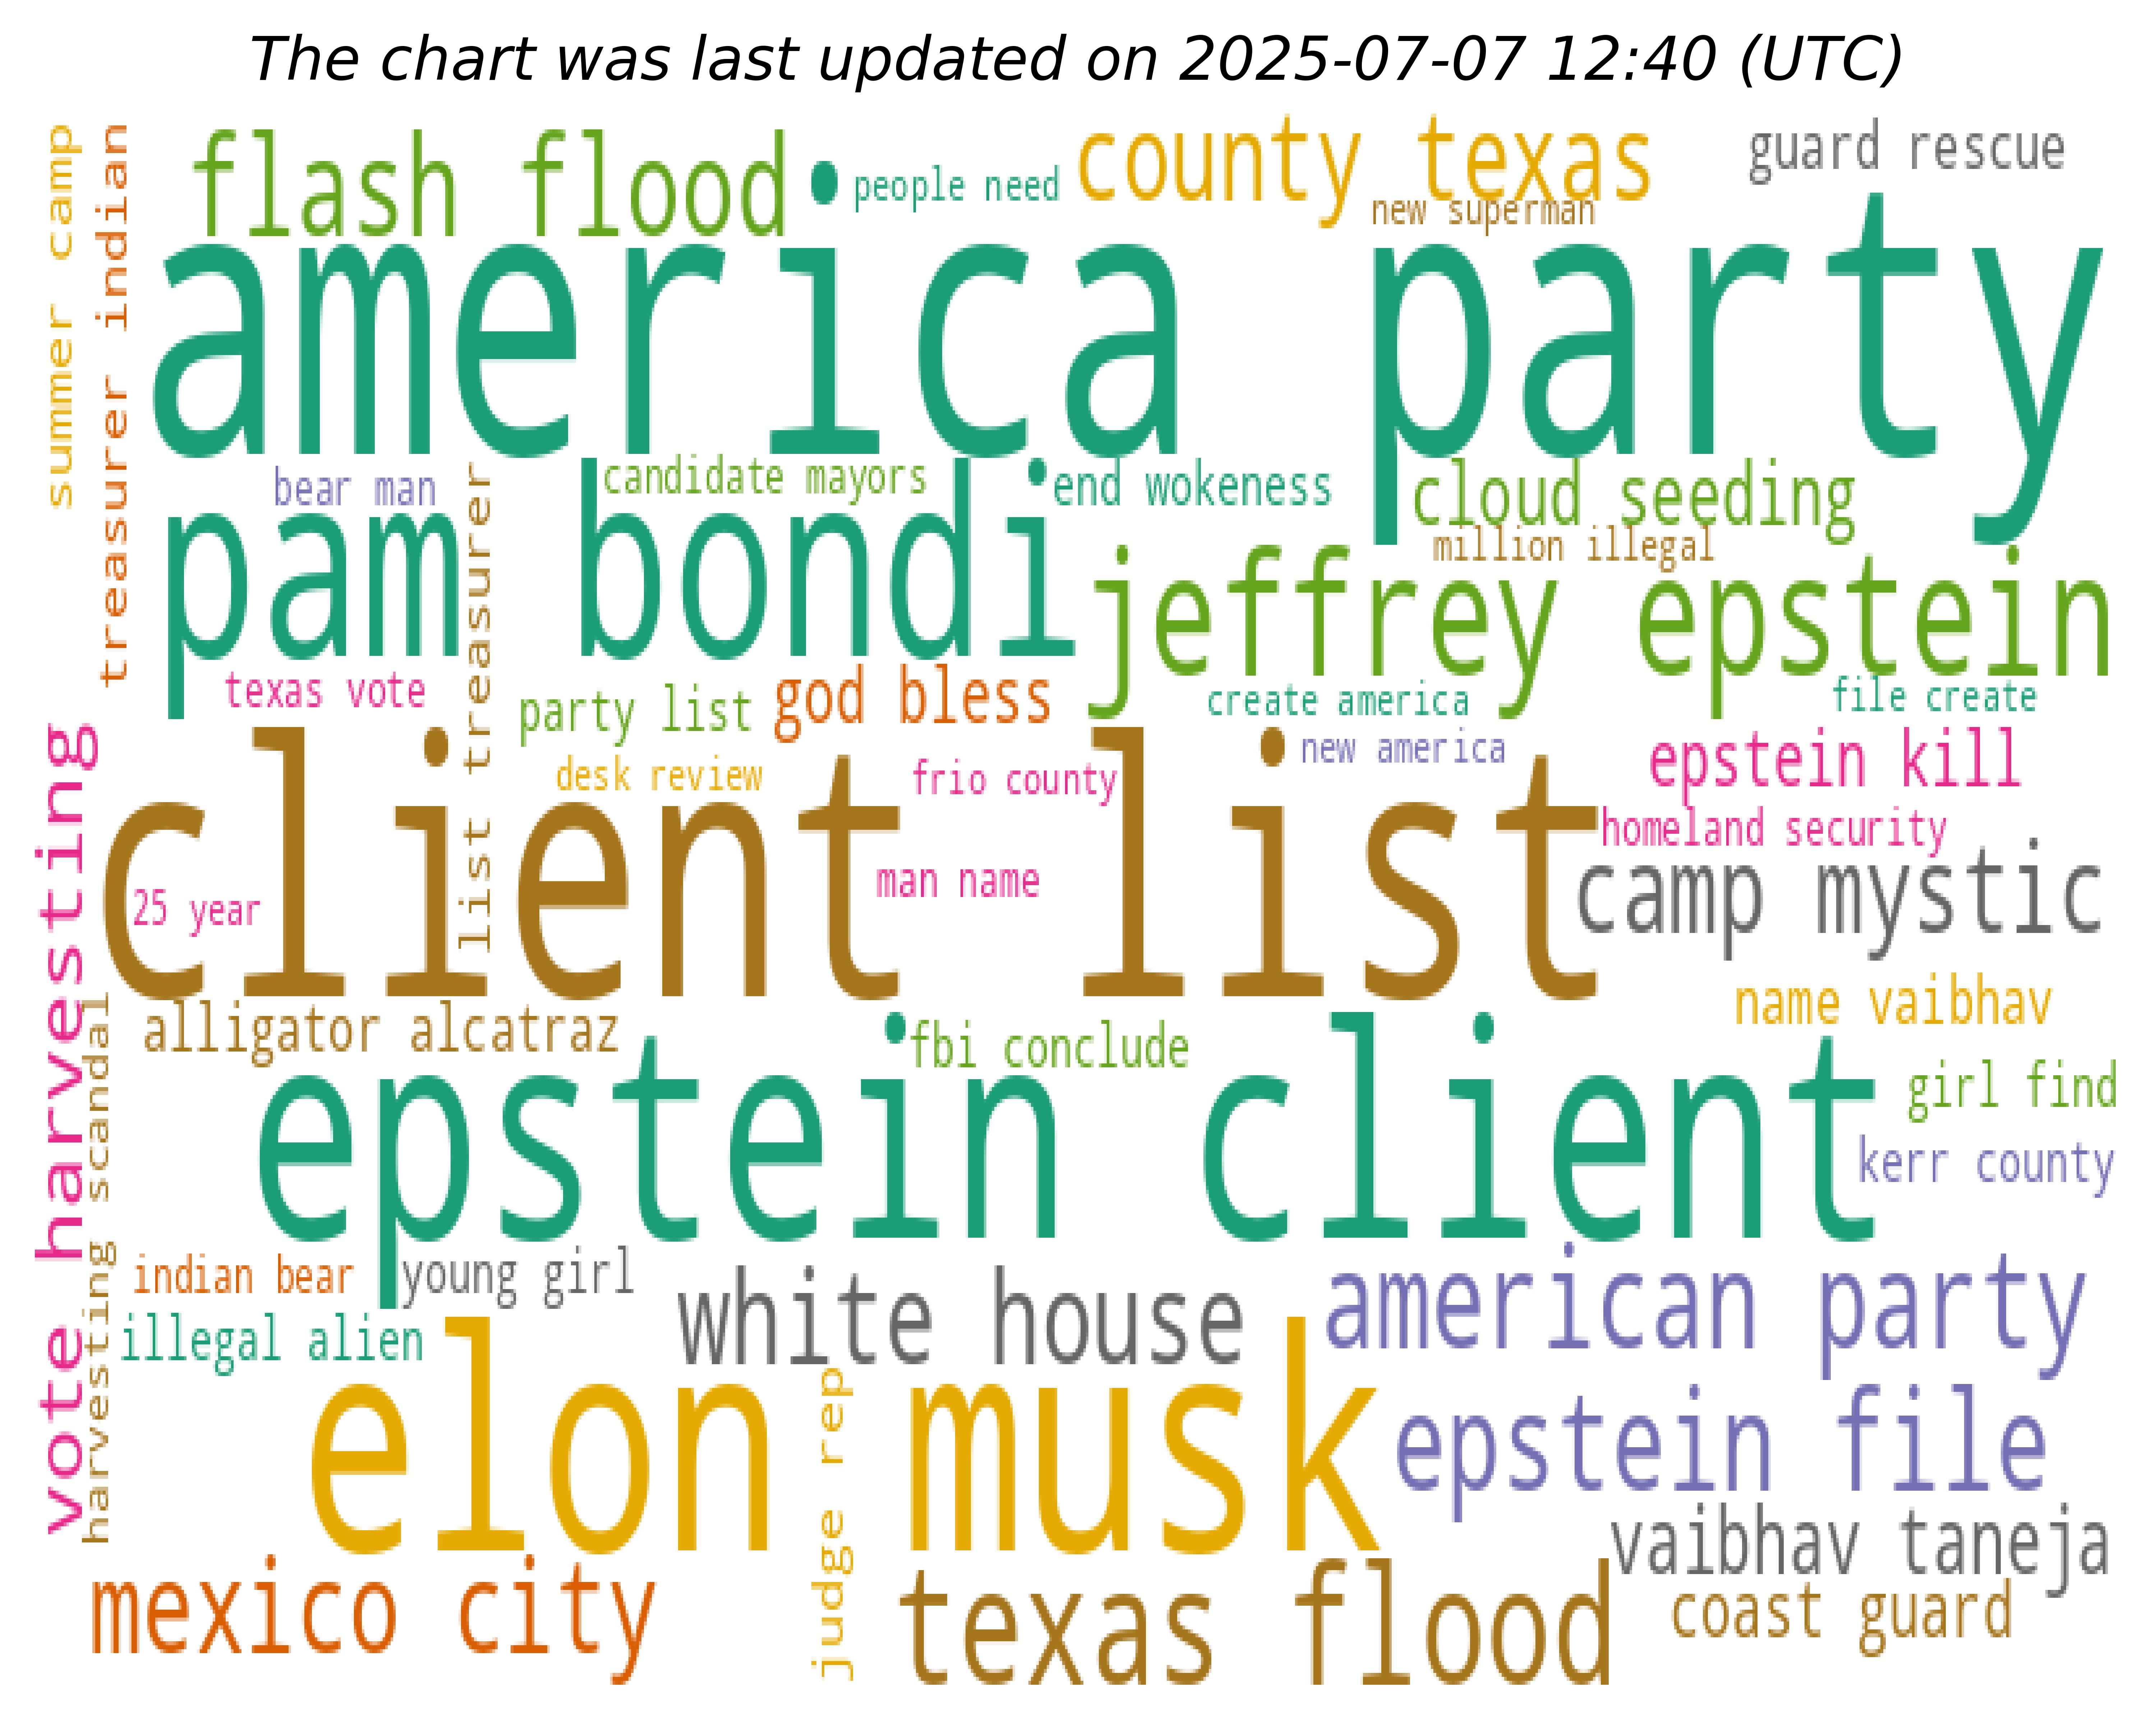 The chart was last updated on 2025-07-07 12:40 (UTC)
summer camp
treasurer indian
flash flood
people need
county texas
new superman
guard rescue
america party
bear man
candidate mayors
end wokeness
cloud seeding
million illegal
pam bondi
list treasurer
jeffrey epstein
texas vote
party list
god bless
create america
file create
vote harvesting
client list
desk review
frio county
new america
epstein kill
homeland security
25 year
man name
camp mystic
harvesting scandal
alligator alcatraz
fbi conclude
name vaibhav
epstein client
girl find
kerr county
indian bear
young girl
white house
american party
illegal alien
elon musk
judge rep
epstein file
vaibhav taneja
mexico city
texas flood
coast guard